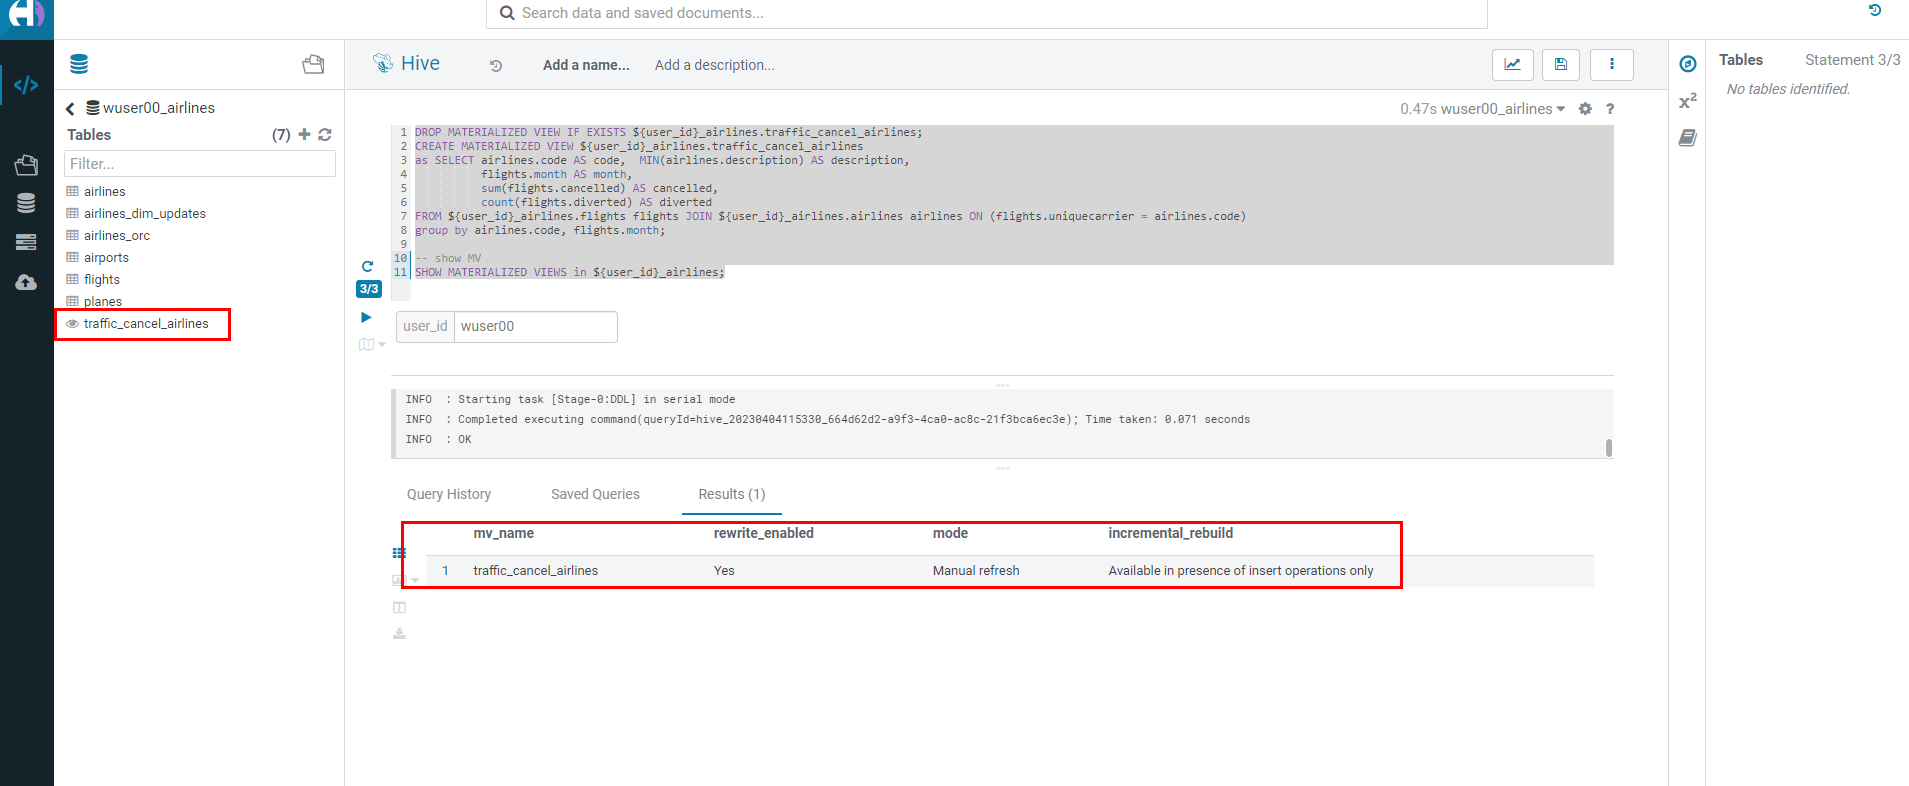 Search data and saved documents...
Hive
Add a name...
Add a description...
Tables
Statement 3/3
No tables identified.
wuser00_airlines
Tables
(7)
Filter...
airlines
airlines_dim_updates
airlines_orc
airports
flights
planes
traffic_cancel_airlines
0.47s wuser00_airlines
?
x²
1 DROP MATERIALIZED VIEW IF EXISTS ${user_id}_airlines.traffic_cancel_airlines;
2 CREATE MATERIALIZED VIEW ${user_id}_airlines.traffic_cancel_airlines
3 as SELECT airlines.code AS code,  MIN(airlines.description) AS description,
4 flights.month AS month,
5 sum(flights.cancelled) AS cancelled,
6 count(flights.diverted) AS diverted
7 FROM ${user_id}_airlines.flights flights JOIN ${user_id}_airlines.airlines airlines ON (flights.uniquecarrier = airlines.code)
8 group by airlines.code, flights.month;
9
10 -- show MV
11 SHOW MATERIALIZED VIEWS in ${user_id}_airlines;
3/3
user_id wuser00
INFO  : Starting task [Stage-0:DDL] in serial mode
INFO  : Completed executing command(queryId=hive_20230404115330_664d62d2-a9f3-4ca0-ac8c-21f3bca6ec3e); Time taken: 0.071 seconds
INFO  : OK
Query History
Saved Queries
Results (1)
mv_name rewrite_enabled mode incremental_rebuild
1 traffic_cancel_airlines Yes Manual refresh Available in presence of insert operations only